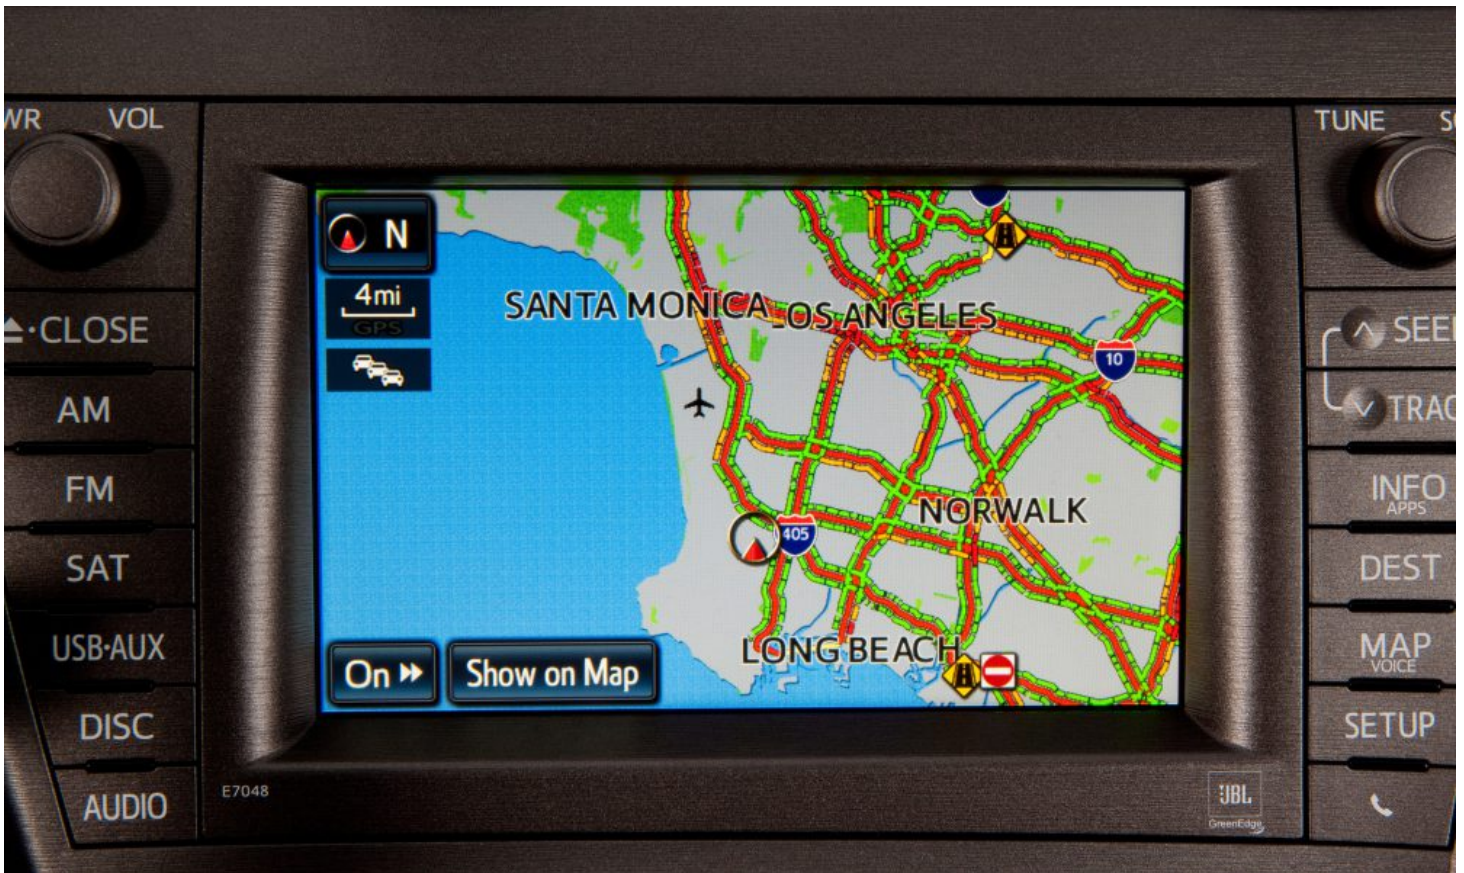 VOL
TUNE
N
4mi
GPS
SANTA MONICA
LOS ANGELES
10
405
NORWALK
LONG BEACH
On
Show on Map
CLOSE
AM
FM
SAT
USB·AUX
DISC
AUDIO
INFO
APPS
DEST
MAP
VOICE
SETUP
E7048
JBL
GreenEdge